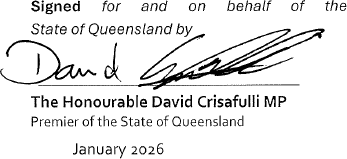 Signed for and on behalf of the
State of Queensland by
David
The Honourable David Crisafulli MP
Premier of the State of Queensland
January 2026